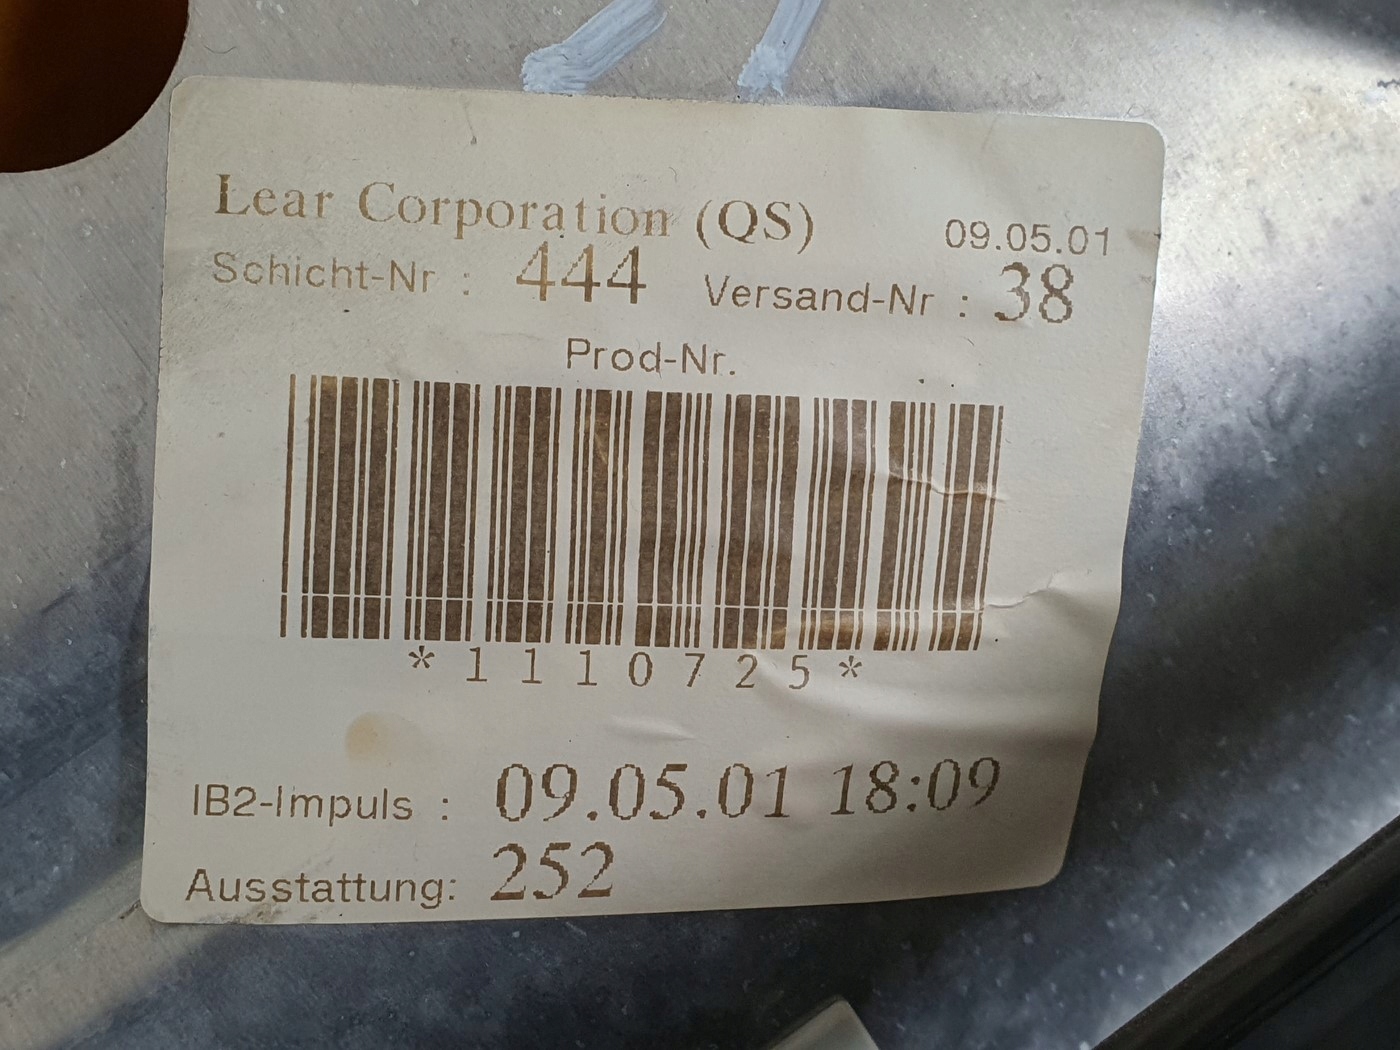 Lear Corporation (QS) 09.05.01
Schicht-Nr : 444 Versand-Nr : 38
Prod-Nr.
*1110725*
IB2-Impuls : 09.05.01 18:09
Ausstattung: 252